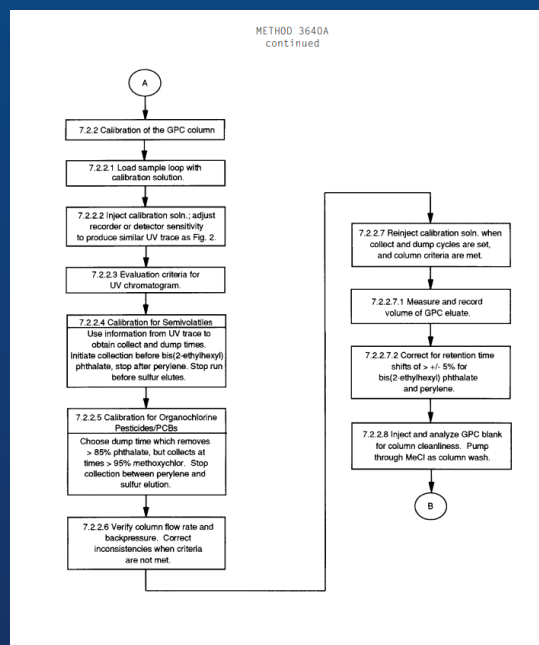 METHOD 3640A
continued
A
7.2.2 Calibration of the GPC column
7.2.2.1 Load sample loop with
calibration solution.
7.2.2.2 Inject calibration soln.; adjust
recorder or detector sensitivity
to produce similar UV trace as Fig. 2.
7.2.2.3 Evaluation criteria for
UV chromatogram.
7.2.2.4 Calibration for Semivolatiles
Use information from UV trace to
obtain collect and dump times.
Initiate collection before bis(2-ethylhexyl)
phthalate, stop after perylene. Stop run
before sulfur elutes.
7.2.2.5 Calibration for Organochlorine
Pesticides/PCBs
Choose dump time which removes
> 85% phthalate, but collects at
times > 95% methoxychlor. Stop
collection between perylene and
sulfur elution.
7.2.2.6 Verify column flow rate and
backpressure. Correct
inconsistencies when criteria
are not met.
7.2.2.7 Reinject calibration soln. when
collect and dump cycles are set,
and column criteria are met.
7.2.2.7.1 Measure and record
volume of GPC eluate.
7.2.2.7.2 Correct for retention time
shifts of > +/- 5% for
bis(2-ethylhexyl) phthalate
and perylene.
7.2.2.8 Inject and analyze GPC blank
for column cleanliness. Pump
through MeCl as column wash.
B